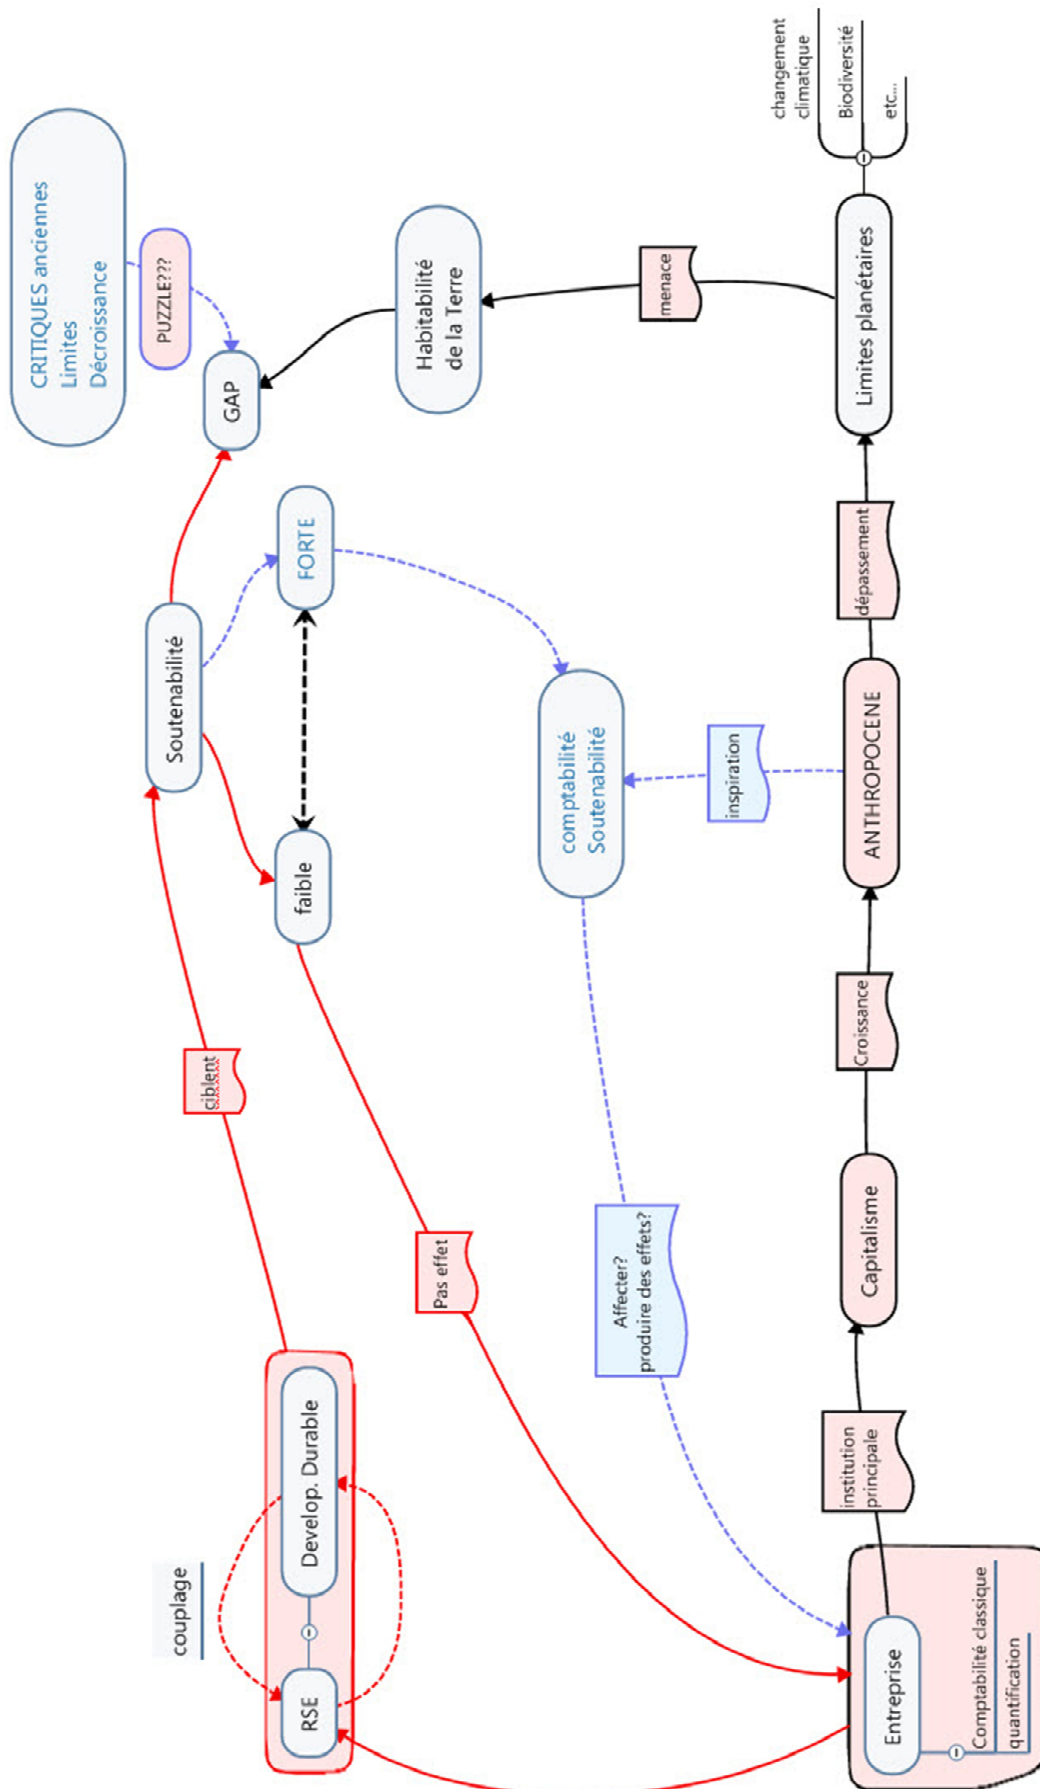 couplage
RSE
Develop. Durable
ciblent
Soutenabilité
CRITIQUES anciennes
Limites
Décroissance
PUZZLE???
GAP
faible
FORTE
Pas effet
Habitabilité
de la Terre
comptabilité
Soutenabilité
Affecter?
produire des effets?
inspiration
menace
Entreprise
Comptabilité classique
quantification
institution
principale
Capitalisme
Croissance
ANTHROPOCENE
dépassement
Limites planétaires
changement
climatique
Biodiversité
etc...